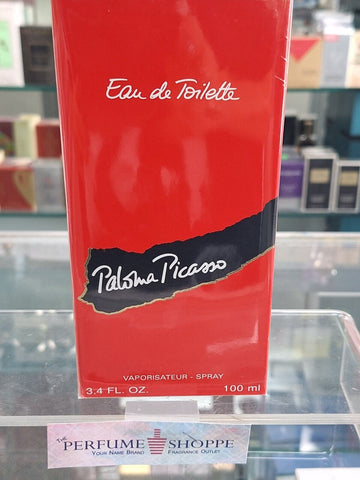 Eau de Toilette
Paloma Picasso
VAPORISATEUR - SPRAY
3.4 FL. OZ. 100 ml
THE PERFUME SHOPPE
YOUR NAME BRAND FRAGRANCE OUTLET